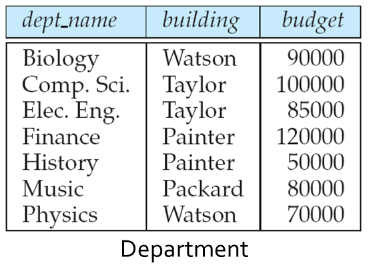 dept_name building budget
Biology Watson 90000
Comp. Sci. Taylor 100000
Elec. Eng. Taylor 85000
Finance Painter 120000
History Painter 50000
Music Packard 80000
Physics Watson 70000
Department